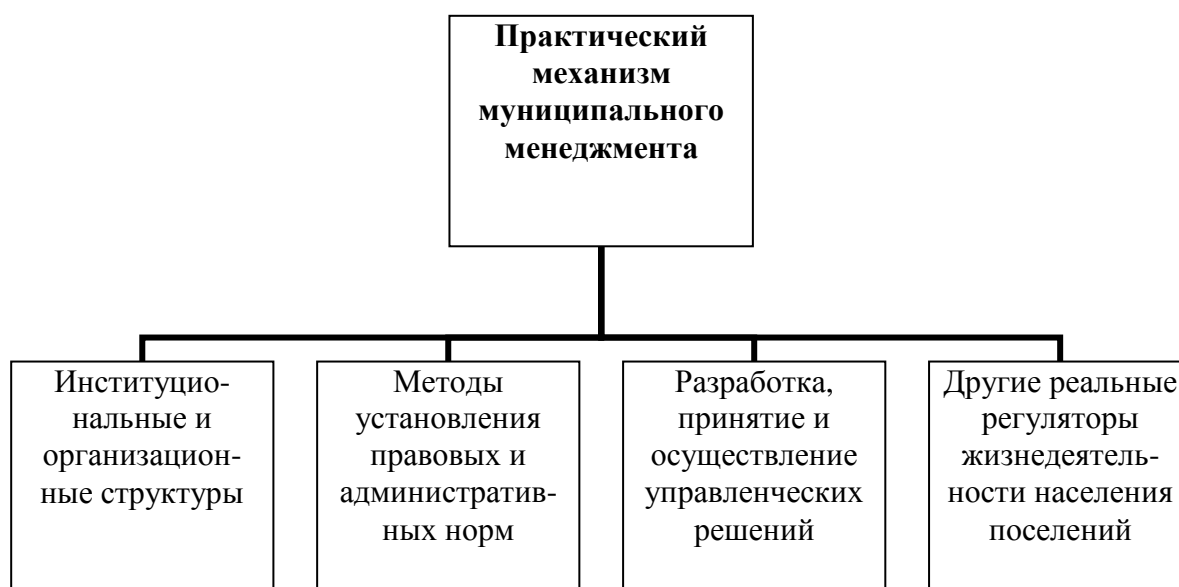 Практический
механизм
муниципального
менеджмента
Институцио-
нальные и
организацион-
ные структуры
Методы
установления
правовых и
административ-
ных норм
Разработка,
принятие и
осуществление
управленческих
решений
Другие реальные
регуляторы
жизнедеятель-
ности населения
поселений